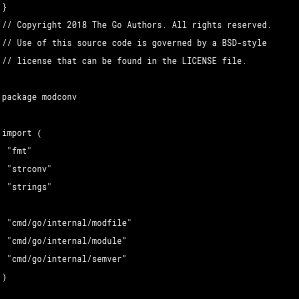 }
// Copyright 2018 The Go Authors. All rights reserved.
// Use of this source code is governed by a BSD-style
// license that can be found in the LICENSE file.
package modconv
import (
"fmt"
"strconv"
"strings"
"cmd/go/internal/modfile"
"cmd/go/internal/module"
"cmd/go/internal/semver"
)